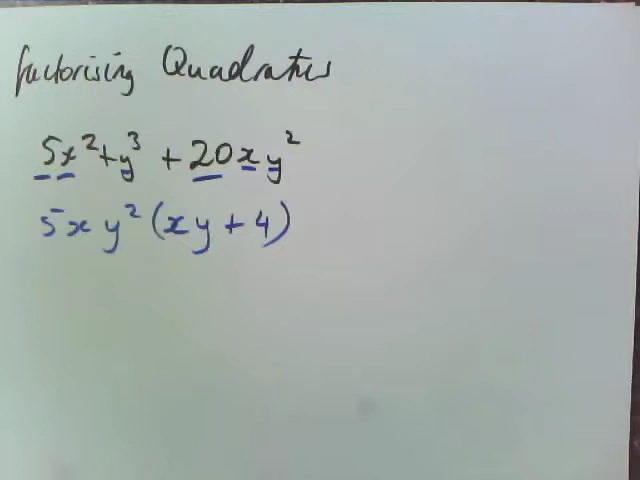 factorising Quadratics
5x²+y³ + 20xy²
5xy²(xy+4)